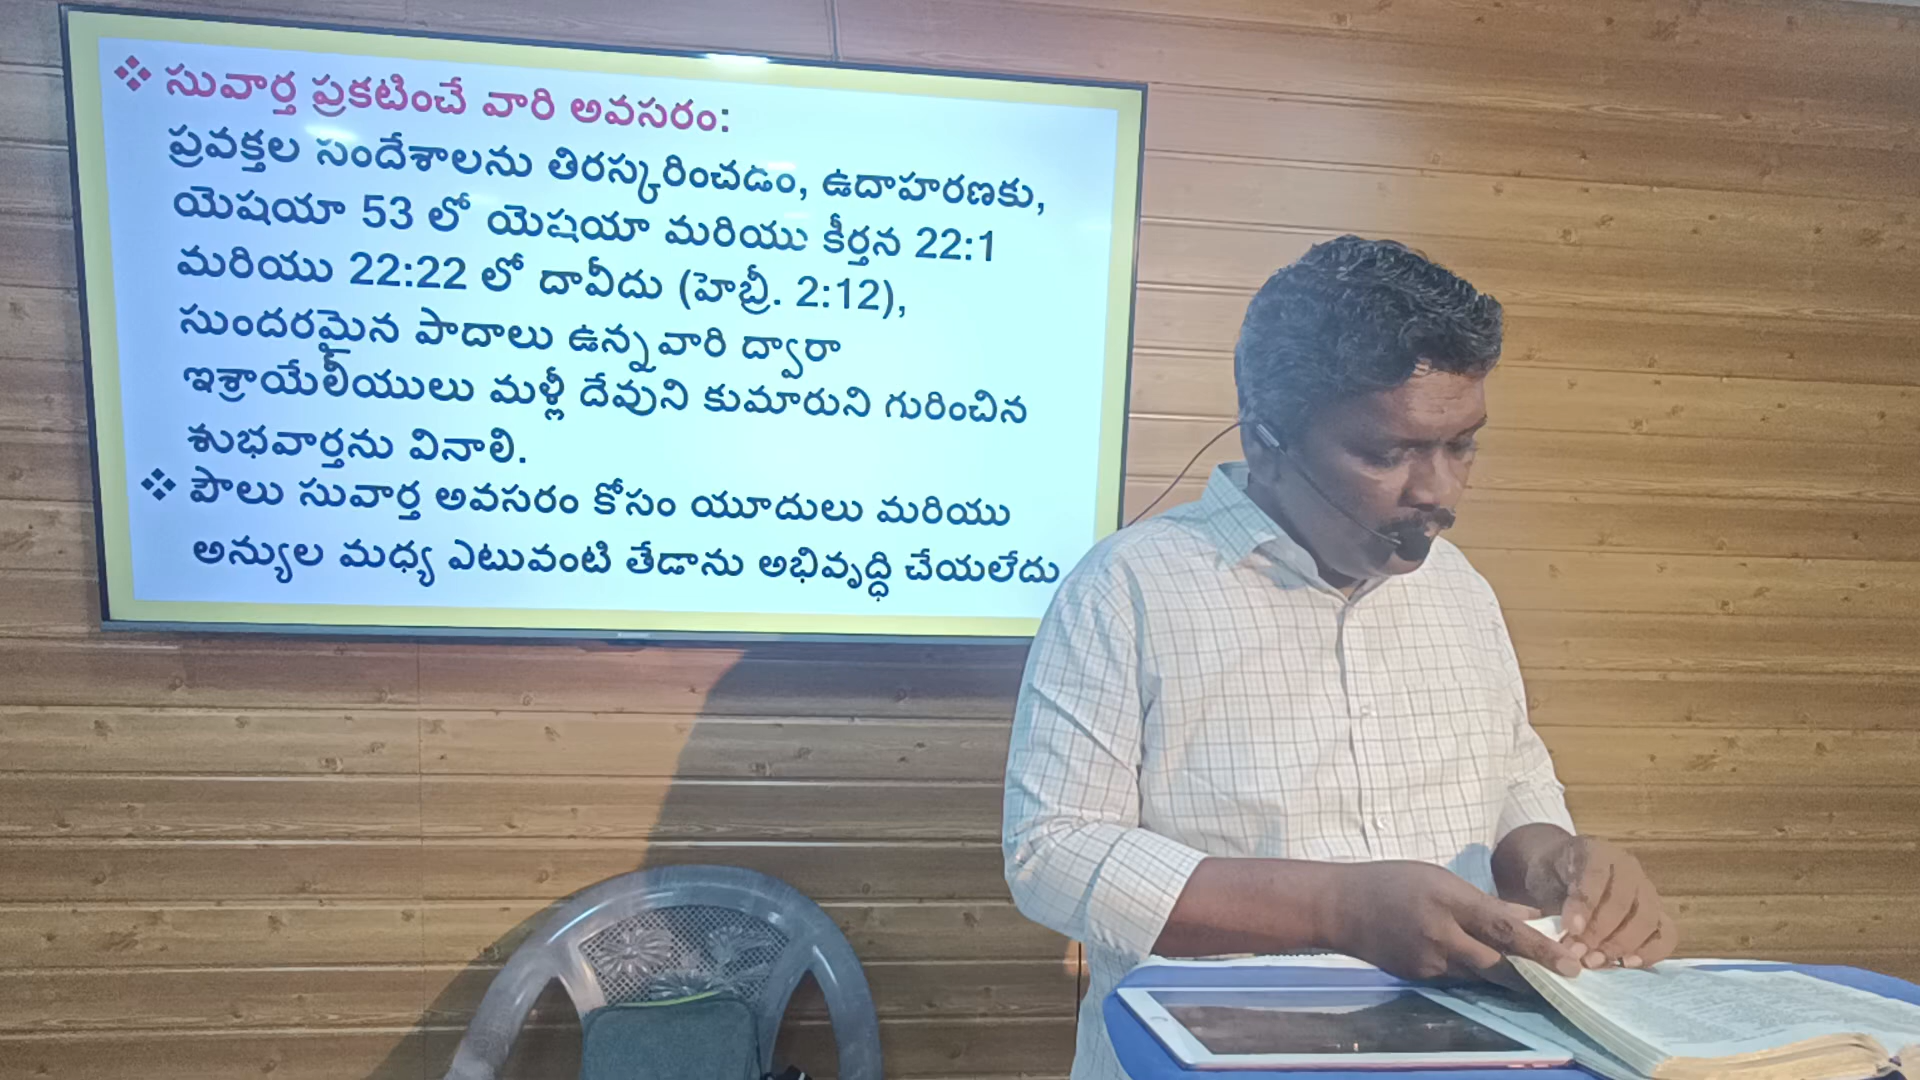 ❖ సువార్త ప్రకటించే వారి అవసరం:
ప్రవక్తల సందేశాలను తిరస్కరించడం, ఉదాహరణకు,
యెషయా 53 లో యెషయా మరియు కీర్తన 22:1
మరియు 22:22 లో దావీదు (హెబ్రీ. 2:12),
సుందరమైన పాదాలు ఉన్నవారి ద్వారా
ఇశ్రాయేలీయులు మళ్లీ దేవుని కుమారుని గురించిన
శుభవార్తను వినాలి.
❖ పౌలు సువార్త అవసరం కోసం యూదులు మరియు
అన్యుల మధ్య ఎటువంటి తేడాను అభివృద్ధి చేయలేదు